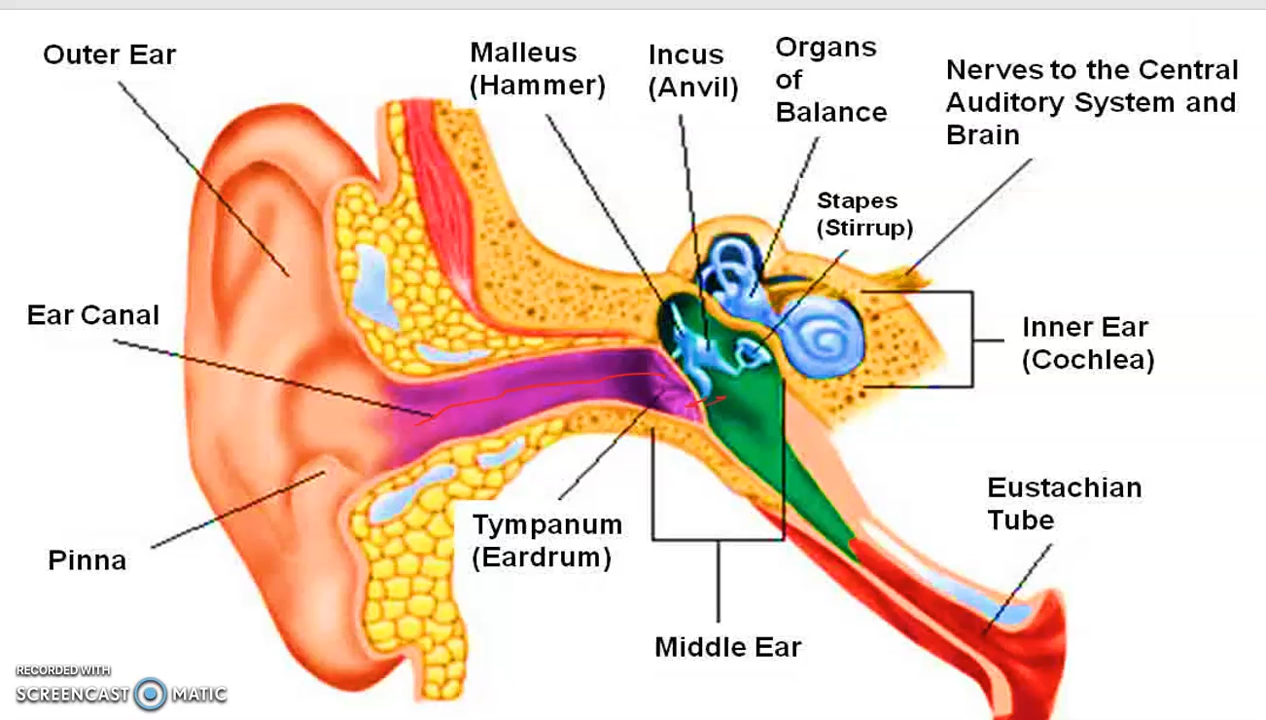 Outer Ear
Malleus
(Hammer)
Incus
(Anvil)
Organs
of
Balance
Nerves to the Central
Auditory System and
Brain
Stapes
(Stirrup)
Ear Canal
Inner Ear
(Cochlea)
Pinna
Tympanum
(Eardrum)
Eustachian
Tube
Middle Ear
RECORDED WITH
SCREENCAST MATIC